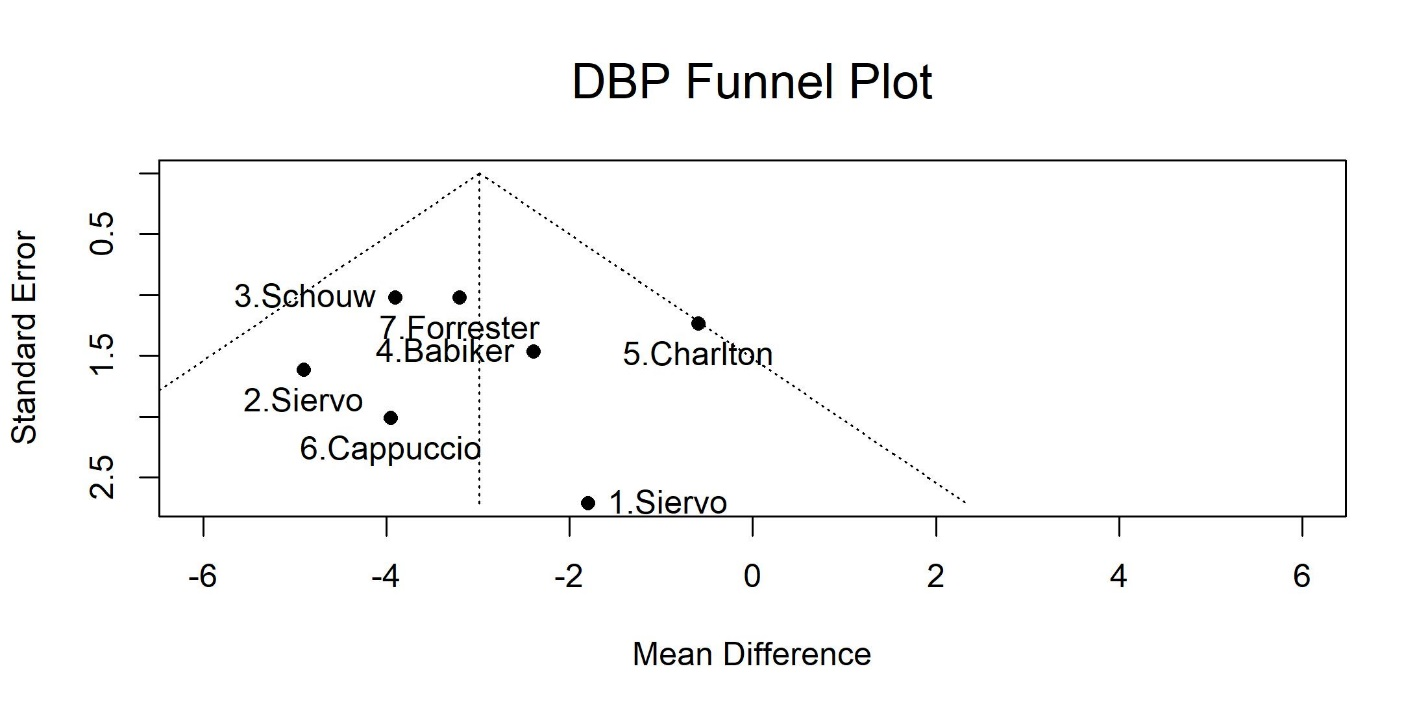 DBP Funnel Plot
Standard Error
0.5
1.5
2.5
3.Schouw
7.Forrester
4.Babiker
5.Charlton
2.Siervo
6.Cappuccio
1.Siervo
-6 -4 -2 0 2 4 6
Mean Difference